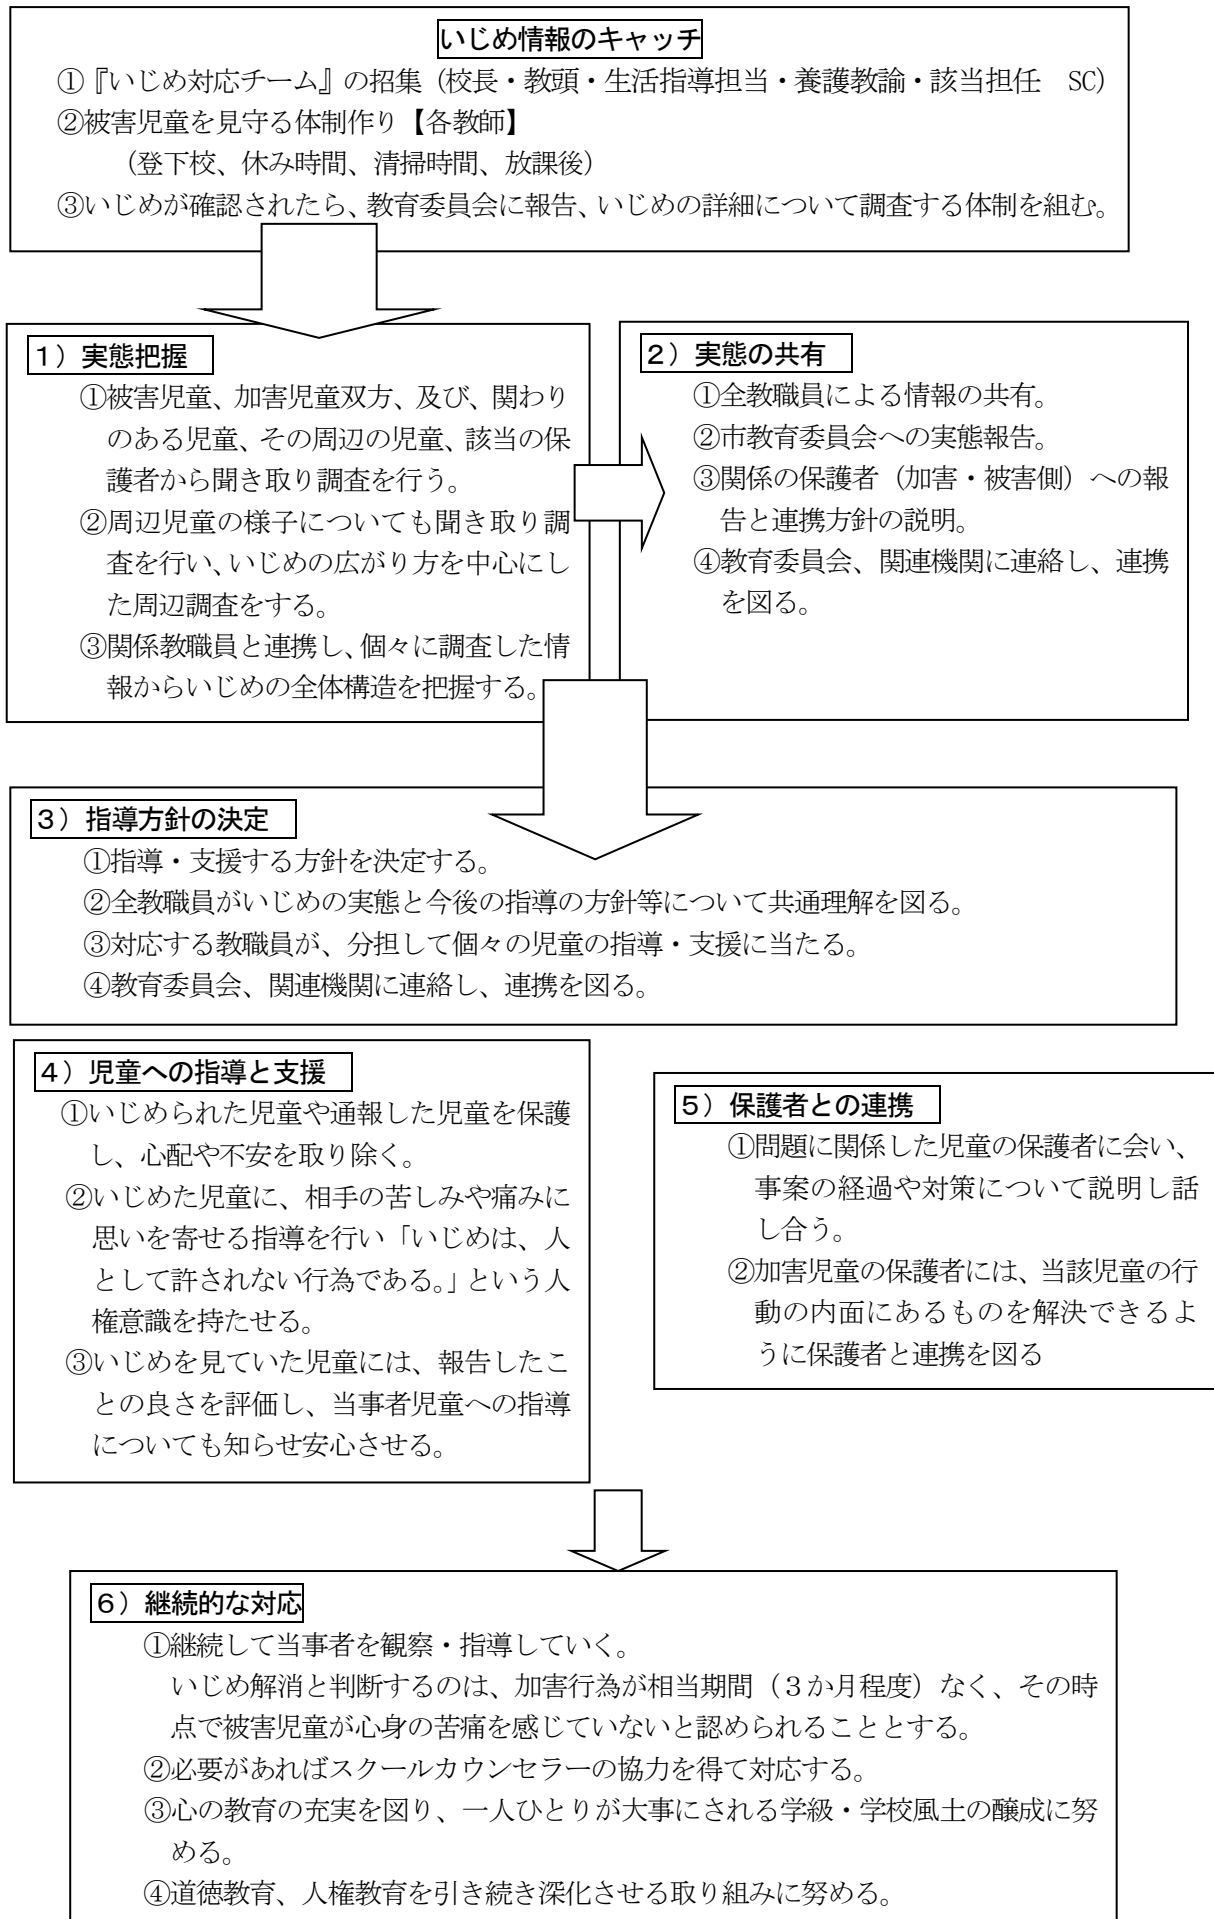 いじめ情報のキャッチ
①『いじめ対応チーム』の招集（校長・教頭・生活指導担当・養護教諭・該当担任　SC）
②被害児童を見守る体制作り【各教師】
（登下校、休み時間、清掃時間、放課後）
③いじめが確認されたら、教育委員会に報告、いじめの詳細について調査する体制を組む。
１）実態把握
①被害児童、加害児童双方、及び、関わり
のある児童、その周辺の児童、該当の保
護者から聞き取り調査を行う。
②周辺児童の様子についても聞き取り調
査を行い、いじめの広がり方を中心にし
た周辺調査をする。
③関係教職員と連携し、個々に調査した情
報からいじめの全体構造を把握する。
２）実態の共有
①全教職員による情報の共有。
②市教育委員会への実態報告。
③関係の保護者（加害・被害側）への報
告と連携方針の説明。
④教育委員会、関連機関に連絡し、連携
を図る。
３）指導方針の決定
①指導・支援する方針を決定する。
②全教職員がいじめの実態と今後の指導の方針等について共通理解を図る。
③対応する教職員が、分担して個々の児童の指導・支援に当たる。
④教育委員会、関連機関に連絡し、連携を図る。
４）児童への指導と支援
①いじめられた児童や通報した児童を保護
し、心配や不安を取り除く。
②いじめた児童に、相手の苦しみや痛みに
思いを寄せる指導を行い「いじめは、人
として許されない行為である。」という人
権意識を持たせる。
③いじめを見ていた児童には、報告したこ
との良さを評価し、当事者児童への指導
についても知らせ安心させる。
５）保護者との連携
①問題に関係した児童の保護者に会い、
事案の経過や対策について説明し話
し合う。
②加害児童の保護者には、当該児童の行
動の内面にあるものを解決できるよ
うに保護者と連携を図る
６）継続的な対応
①継続して当事者を観察・指導していく。
いじめ解消と判断するのは、加害行為が相当期間（３か月程度）なく、その時
点で被害児童が心身の苦痛を感じていないと認められることとする。
②必要があればスクールカウンセラーの協力を得て対応する。
③心の教育の充実を図り、一人ひとりが大事にされる学級・学校風土の醸成に努
める。
④道徳教育、人権教育を引き続き深化させる取り組みに努める。